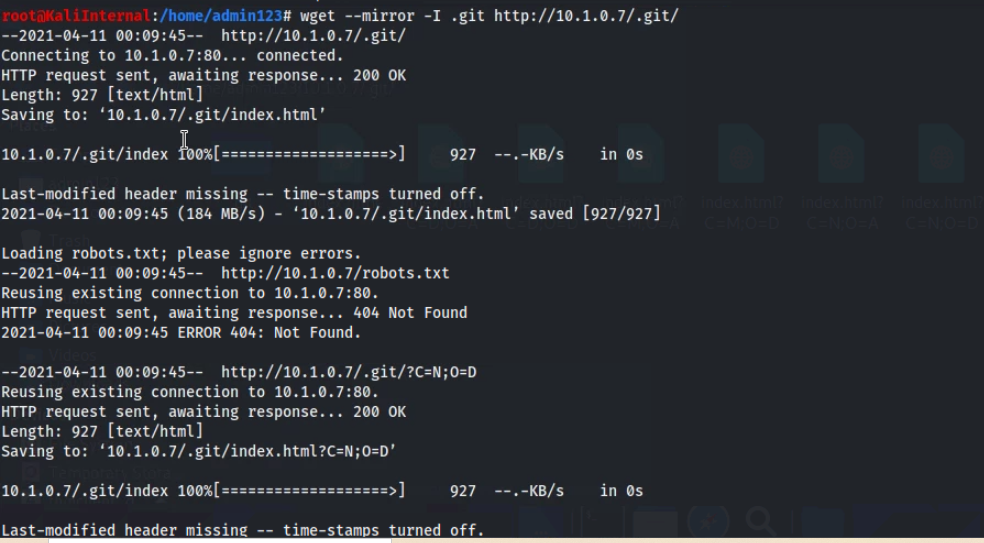 root@KaliInternal:/home/admin123# wget --mirror -I .git http://10.1.0.7/.git/
--2021-04-11 00:09:45--  http://10.1.0.7/.git/
Connecting to 10.1.0.7:80... connected.
HTTP request sent, awaiting response... 200 OK
Length: 927 [text/html]
Saving to: ‘10.1.0.7/.git/index.html’
10.1.0.7/.git/index 100%[===================>]     927  --.-KB/s    in 0s
Last-modified header missing -- time-stamps turned off.
2021-04-11 00:09:45 (184 MB/s) - ‘10.1.0.7/.git/index.html’ saved [927/927]
Loading robots.txt; please ignore errors.
--2021-04-11 00:09:45--  http://10.1.0.7/robots.txt
Reusing existing connection to 10.1.0.7:80.
HTTP request sent, awaiting response... 404 Not Found
2021-04-11 00:09:45 ERROR 404: Not Found.
--2021-04-11 00:09:45--  http://10.1.0.7/.git/?C=N;O=D
Reusing existing connection to 10.1.0.7:80.
HTTP request sent, awaiting response... 200 OK
Length: 927 [text/html]
Saving to: ‘10.1.0.7/.git/index.html?C=N;O=D’
10.1.0.7/.git/index 100%[===================>]     927  --.-KB/s    in 0s
Last-modified header missing -- time-stamps turned off.